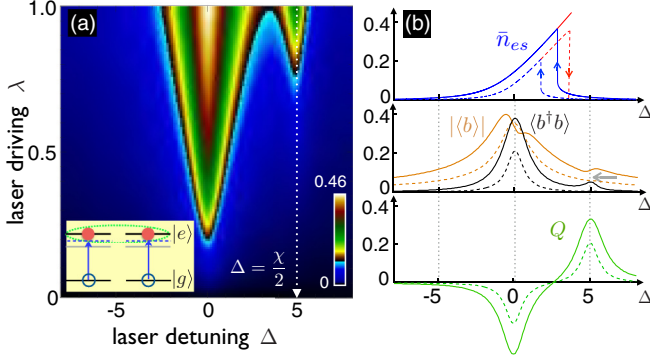 (a)
laser driving λ
1.0
0.5
0
-5
0
5
laser detuning Δ
0.46
0
Δ = χ/2
|e⟩
|g⟩
(b)
n̄es
0.4
0.2
0
Δ
|⟨b⟩|
⟨b†b⟩
0.4
0.2
0
Δ
Q
0.4
0.2
0
-5
0
5
Δ